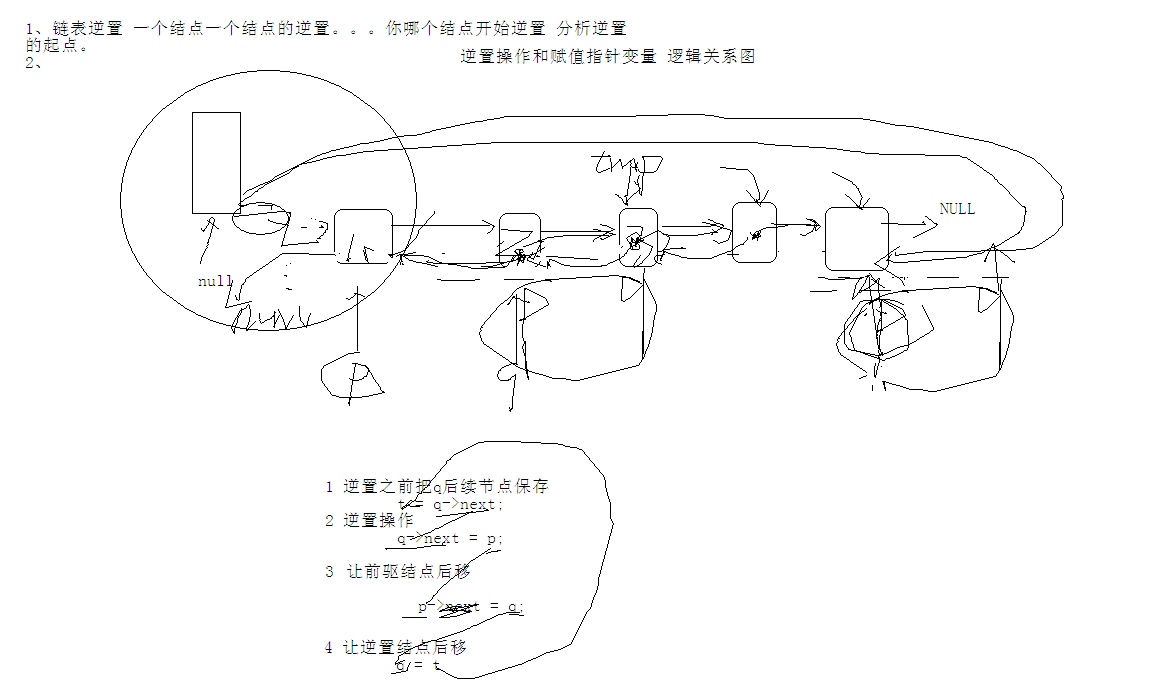 1、链表逆置 一个结点一个结点的逆置。。。你哪个结点开始逆置 分析逆置
的起点。
2、
逆置操作和赋值指针变量 逻辑关系图
tmp
NULL
null
NULL
p
1 逆置之前把q后续节点保存
t = q->next;
2 逆置操作
q->next = p;
3 让前驱结点后移
p->next = q;
4 让逆置结点后移
q = t